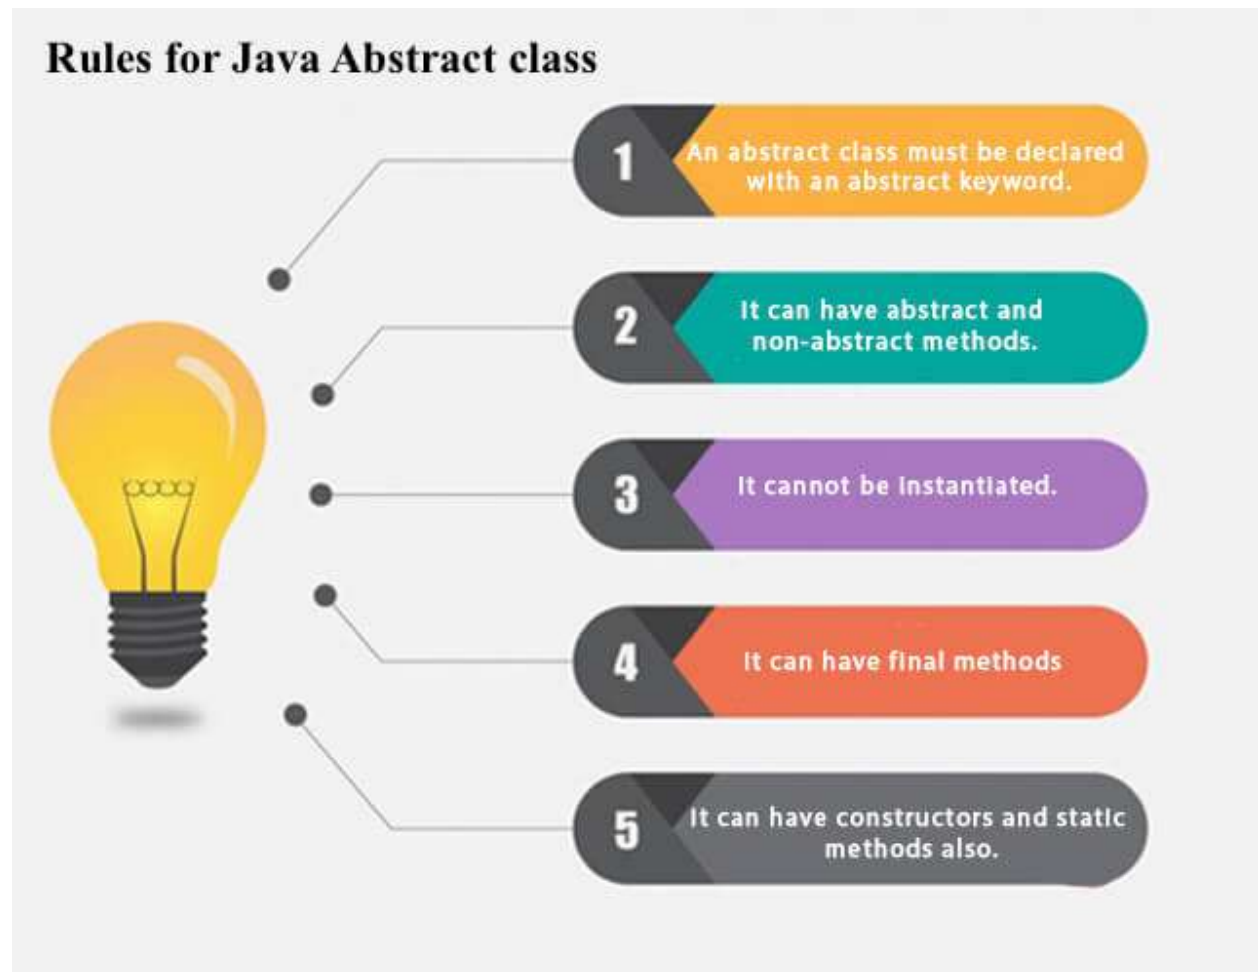 Rules for Java Abstract class
1
An abstract class must be declared
with an abstract keyword.
2
It can have abstract and
non-abstract methods.
3
It cannot be instantiated.
4
It can have final methods
5
It can have constructors and static
methods also.